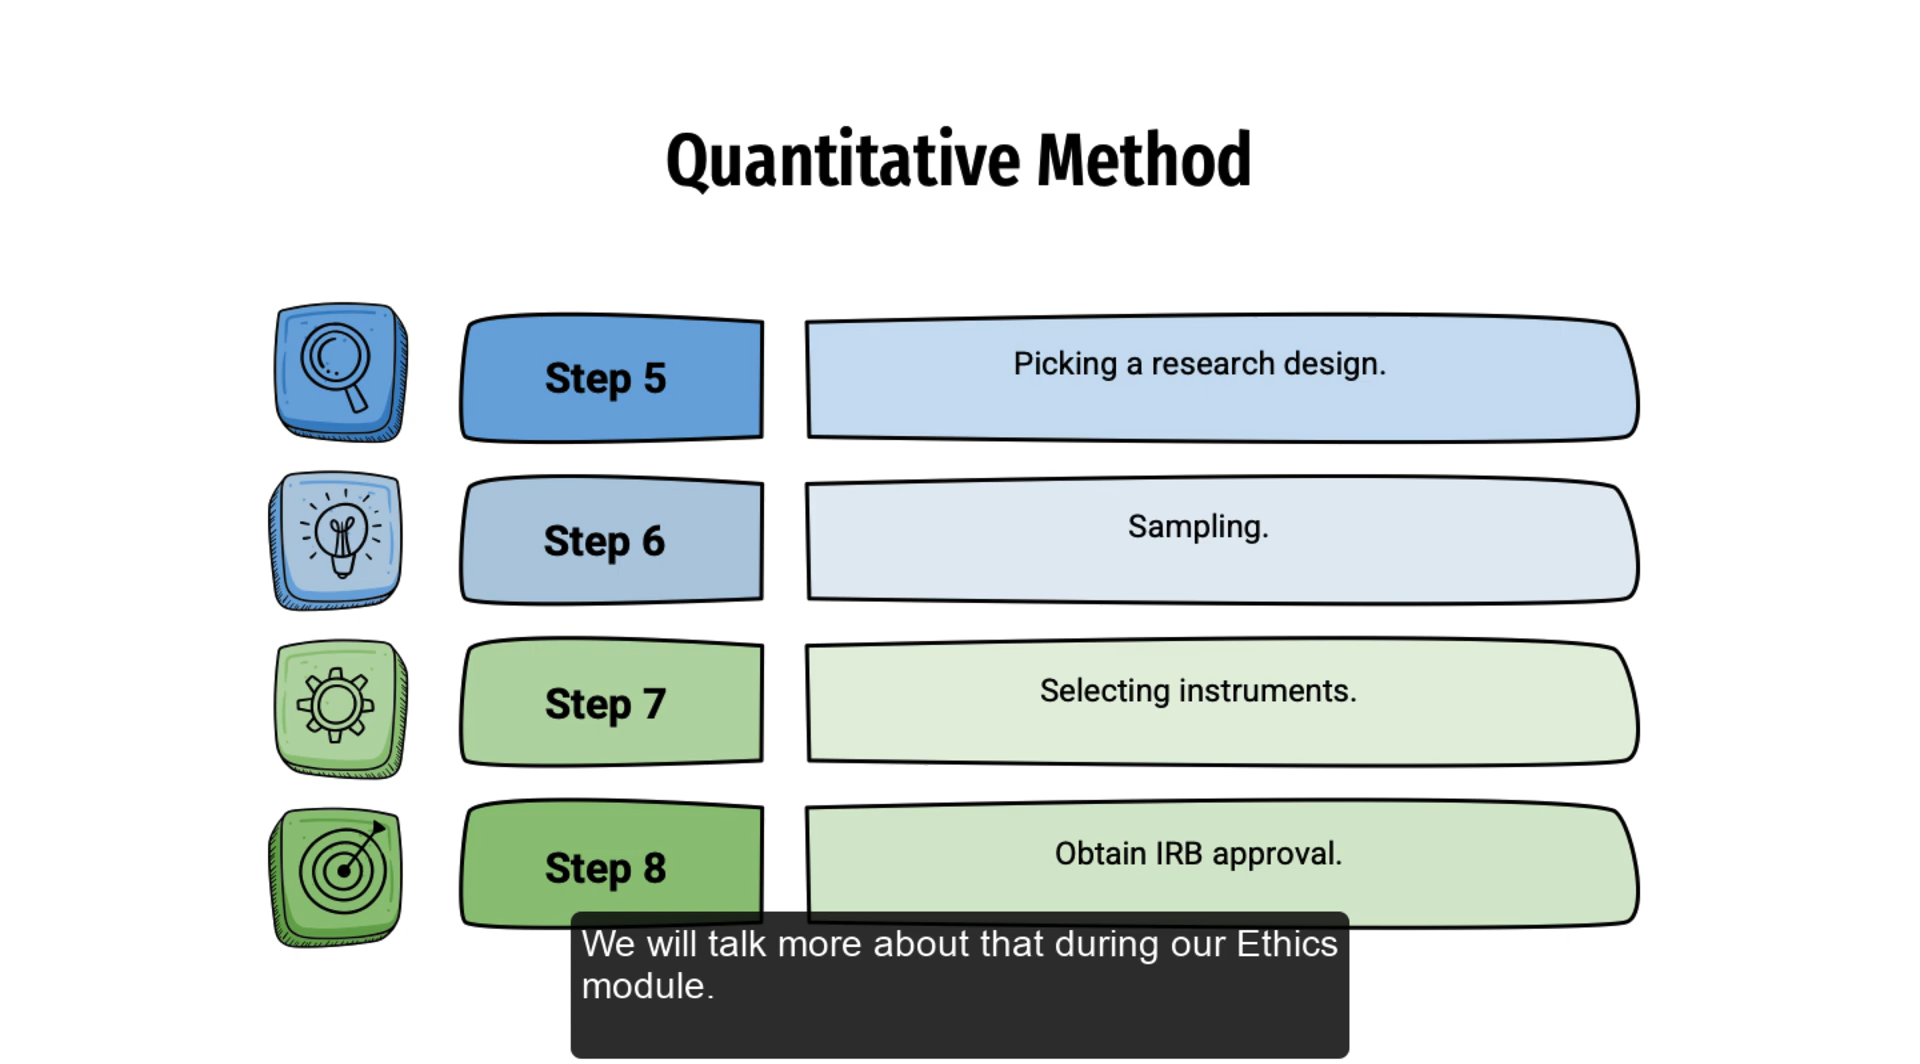 Quantitative Method
Step 5
Picking a research design.
Step 6
Sampling.
Step 7
Selecting instruments.
Step 8
Obtain IRB approval.
We will talk more about that during our Ethics
module.